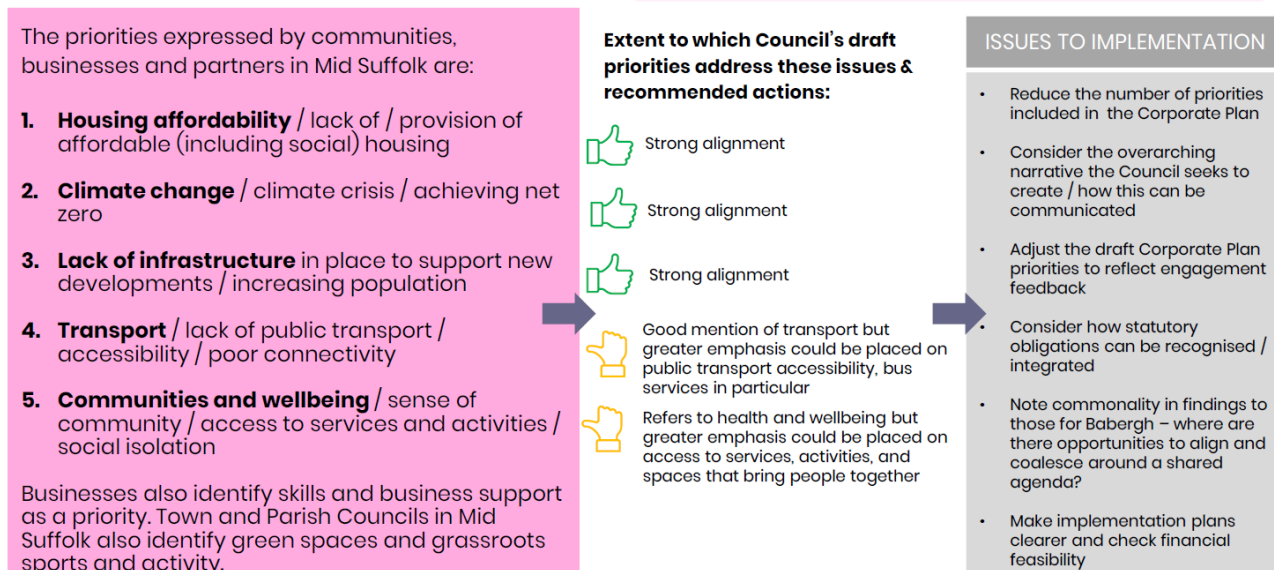 The priorities expressed by communities,
businesses and partners in Mid Suffolk are:
1. Housing affordability / lack of / provision of
affordable (including social) housing
2. Climate change / climate crisis / achieving net
zero
3. Lack of infrastructure in place to support new
developments / increasing population
4. Transport / lack of public transport /
accessibility / poor connectivity
5. Communities and wellbeing / sense of
community / access to services and activities /
social isolation
Businesses also identify skills and business support
as a priority. Town and Parish Councils in Mid
Suffolk also identify green spaces and grassroots
sports and activity.
Extent to which Council's draft
priorities address these issues &
recommended actions:
Strong alignment
Strong alignment
Strong alignment
Good mention of transport but
greater emphasis could be placed on
public transport accessibility, bus
services in particular
Refers to health and wellbeing but
greater emphasis could be placed on
access to services, activities, and
spaces that bring people together
ISSUES TO IMPLEMENTATION
• Reduce the number of priorities
included in the Corporate Plan
• Consider the overarching
narrative the Council seeks to
create / how this can be
communicated
• Adjust the draft Corporate Plan
priorities to reflect engagement
feedback
• Consider how statutory
obligations can be recognised /
integrated
• Note commonality in findings to
those for Babergh – where are
there opportunities to align and
coalesce around a shared
agenda?
• Make implementation plans
clearer and check financial
feasibility